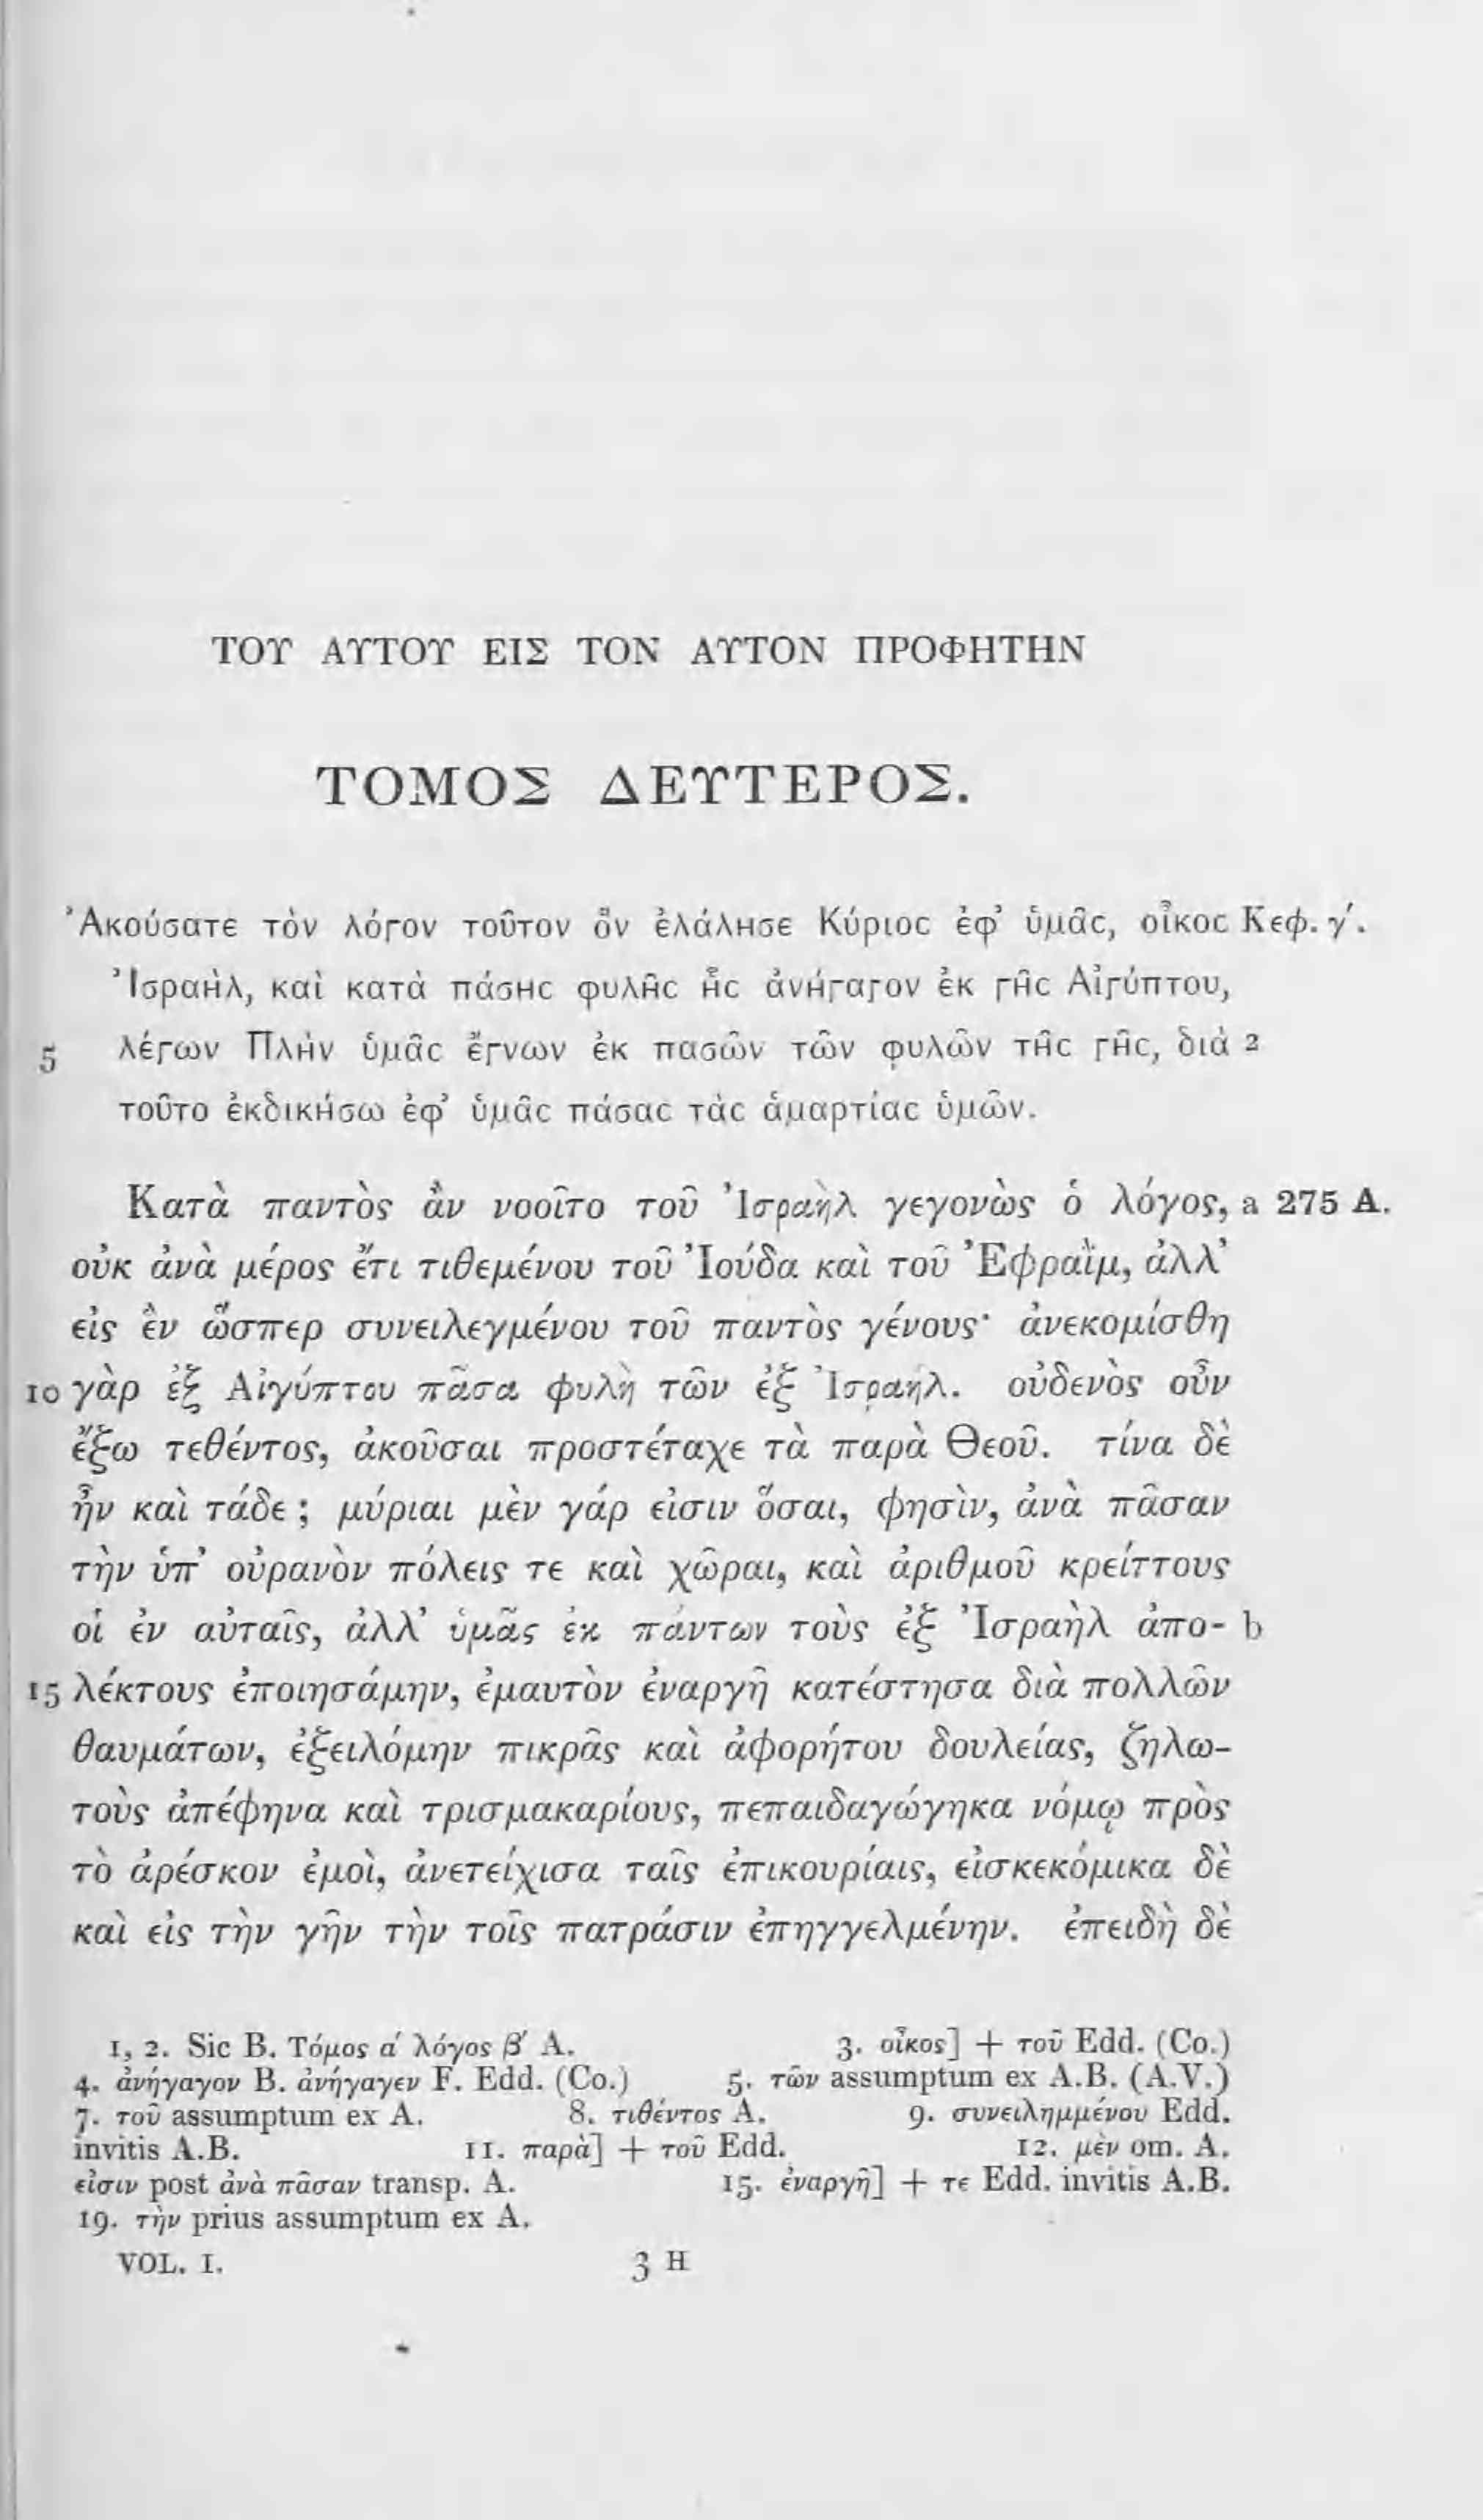 ΤΟΥ ΑΥΤΟΥ ΕΙΣ ΤΟΝ ΑΥΤΟΝ ΠΡΟΦΗΤΗΝ
ΤΟΜΟΣ ΔΕΥΤΕΡΟΣ.
Ἀκούσατε τὸν λόγον τοῦτον ὃν ἐλάλησε Κύριος ἐφ᾽ ὑμᾶς, οἶκος Κεφ. γ΄.
Ἰσραὴλ, καὶ κατὰ πάσης φυλῆς ἧς ἀνήγαγον ἐκ γῆς Αἰγύπτου,
5 λέγων Πλὴν ὑμᾶς ἔγνων ἐκ πασῶν τῶν φυλῶν τῆς γῆς, διὰ 2
τοῦτο ἐκδικήσω ἐφ᾽ ὑμᾶς πάσας τὰς ἁμαρτίας ὑμῶν.
Κατὰ παντὸς ἂν νοοῖτο τοῦ Ἰσραὴλ γεγονὼς ὁ λόγος, a 275 A.
οὐκ ἀνὰ μέρος ἔτι τιθεμένου τοῦ Ἰούδα καὶ τοῦ Ἐφραῒμ, ἀλλ᾽
εἰς ἓν ὥσπερ συνειλεγμένου τοῦ παντὸς γένους· ἀνεκομίσθη
10 γὰρ ἐξ Αἰγύπτου πᾶσα φυλὴ τῶν ἐξ Ἰσραήλ. οὐδενὸς οὖν
ἔξω τεθέντος, ἀκοῦσαι προστέταχε τὰ παρὰ Θεοῦ. τίνα δὲ
ἦν καὶ τάδε ; μύριαι μὲν γάρ εἰσιν ὅσαι, φησὶν, ἀνὰ πᾶσαν
τὴν ὑπ᾽ οὐρανὸν πόλεις τε καὶ χῶραι, καὶ ἀριθμοῦ κρείττους
οἱ ἐν αὐταῖς, ἀλλ᾽ ὑμᾶς ἐκ πάντων τοὺς ἐξ Ἰσραὴλ ἀπο- b
15 λέκτους ἐποιησάμην, ἐμαυτὸν ἐναργῆ κατέστησα διὰ πολλῶν
θαυμάτων, ἐξειλόμην πικρᾶς καὶ ἀφορήτου δουλείας, ζηλω-
τοὺς ἀπέφηνα καὶ τρισμακαρίους, πεπαιδαγώγηκα νόμῳ πρὸς
τὸ ἀρέσκον ἐμοὶ, ἀνετείχισα ταῖς ἐπικουρίαις, εἰσκεκόμικα δὲ
καὶ εἰς τὴν γῆν τὴν τοῖς πατράσιν ἐπηγγελμένην. ἐπειδὴ δὲ
1, 2. Sic B. Τόμος α΄ λόγος β΄ A. 3. οἶκος] + τοῦ Edd. (Co.)
4. ἀνήγαγον B. ἀνήγαγεν F. Edd. (Co.) 5. τῶν assumptum ex A.B. (A.V.)
7. τοῦ assumptum ex A. 8. τιθέντος A. 9. συνειλημμένου Edd.
invitis A.B. 11. παρὰ] + τοῦ Edd. 12. μὲν om. A.
εἰσιν post ἀνὰ πᾶσαν transp. A. 15. ἐναργῆ] + τε Edd. invitis A.B.
19. τὴν prius assumptum ex A.
VOL. I. 3 H